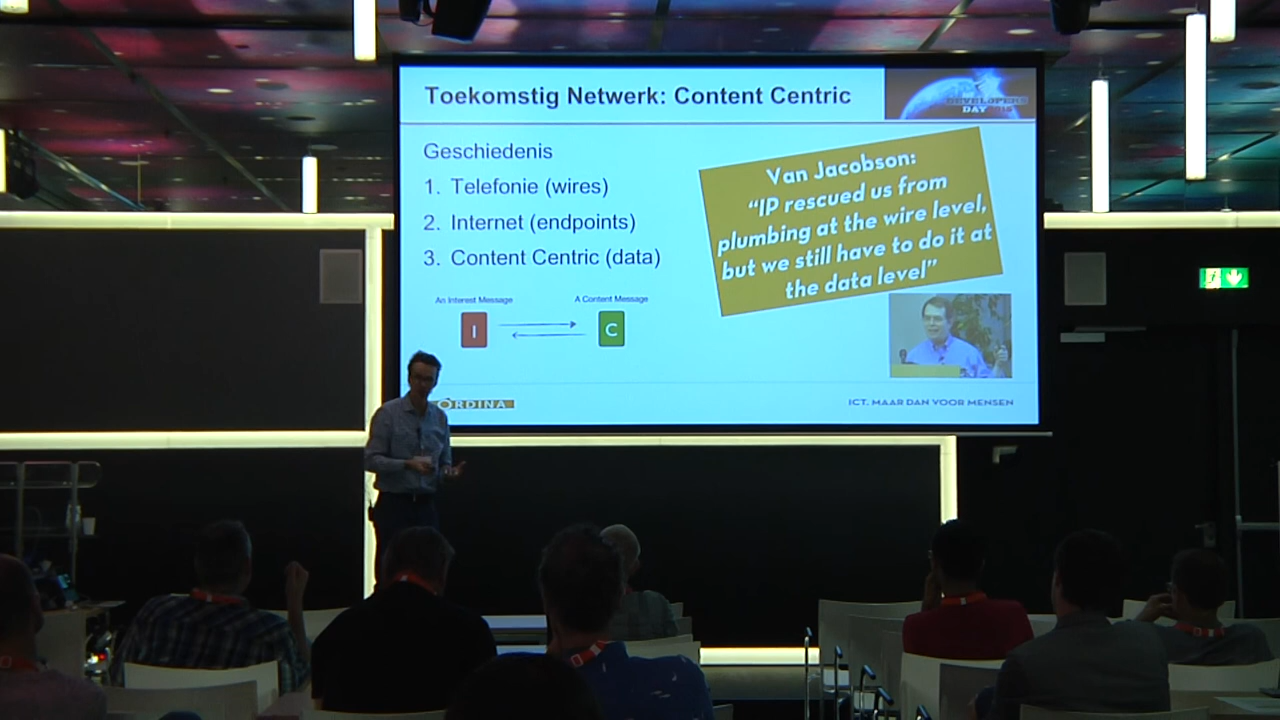 Toekomstig Netwerk: Content Centric
DEVELOPERS
DAY 2015
Geschiedenis
1. Telefonie (wires)
2. Internet (endpoints)
3. Content Centric (data)
Van Jacobson:
“IP rescued us from
plumbing at the wire level,
but we still have to do it at
the data level”
An Interest Message
A Content Message
I
C
ORDINA
ICT. MAAR DAN VOOR MENSEN